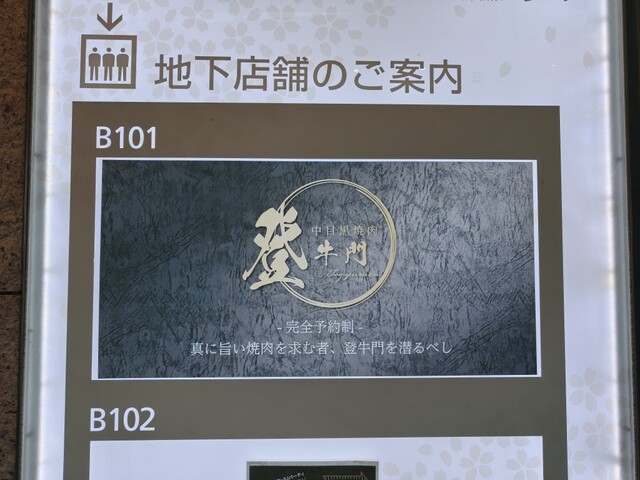 地下店舗のご案内
B101
中目黒焼肉
登牛門
- 完全予約制 -
真に旨い焼肉を求む者、登牛門を潜るべし
B102